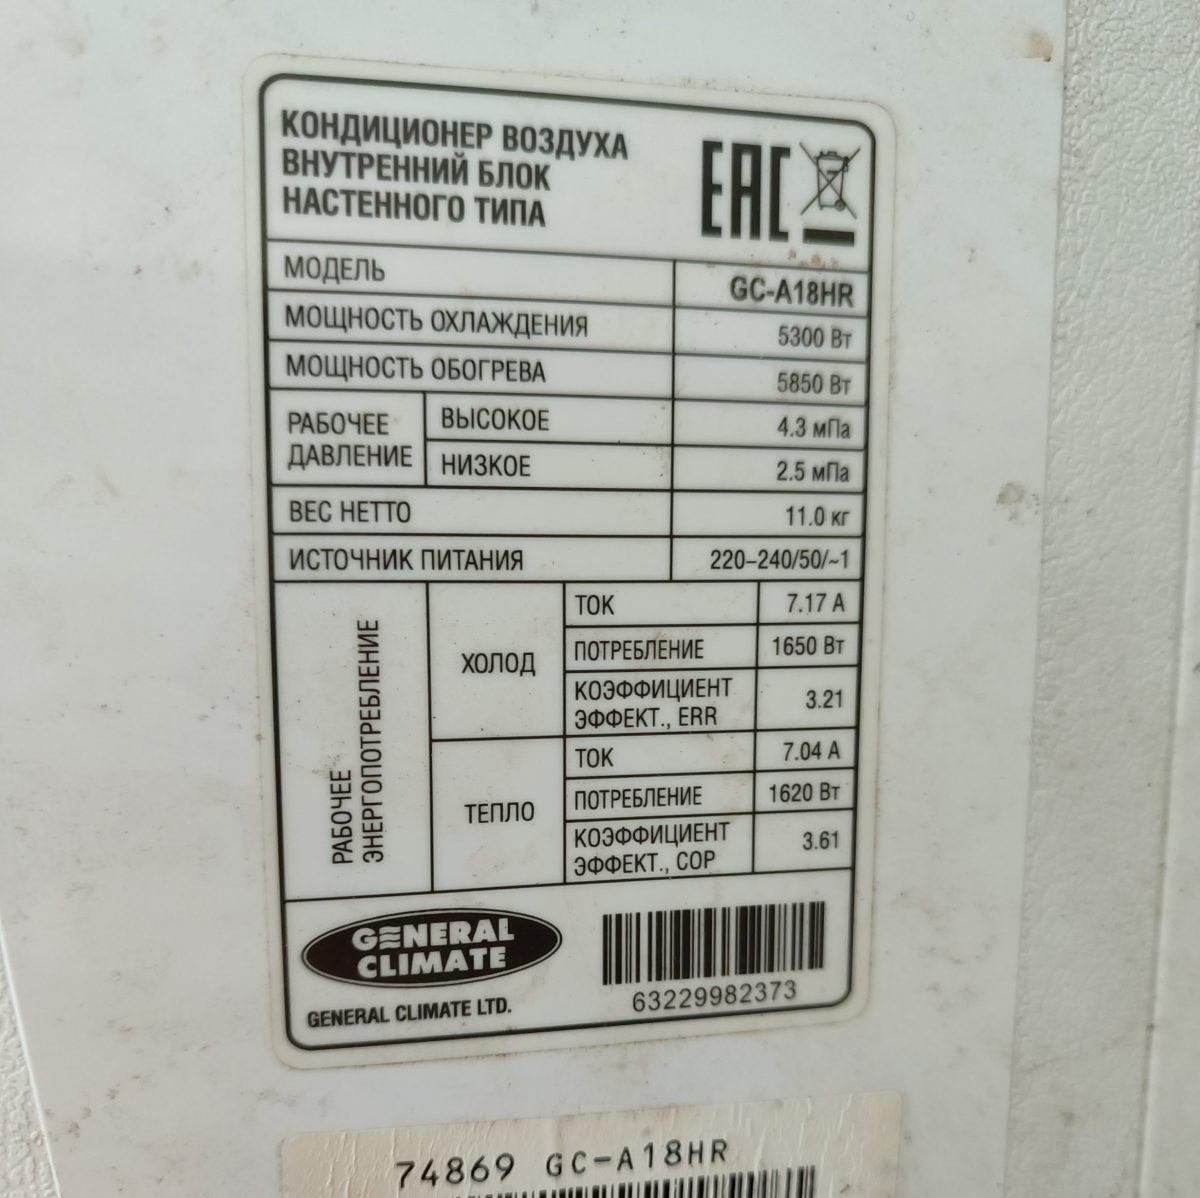 КОНДИЦИОНЕР ВОЗДУХА
ВНУТРЕННИЙ БЛОК
НАСТЕННОГО ТИПА
EAC
МОДЕЛЬ GC-A18HR
МОЩНОСТЬ ОХЛАЖДЕНИЯ 5300 Вт
МОЩНОСТЬ ОБОГРЕВА 5850 Вт
РАБОЧЕЕ ДАВЛЕНИЕ
ВЫСОКОЕ 4.3 мПа
НИЗКОЕ 2.5 мПа
ВЕС НЕТТО 11.0 кг
ИСТОЧНИК ПИТАНИЯ 220–240/50/~1
РАБОЧЕЕ
ЭНЕРГОПОТРЕБЛЕНИЕ
ХОЛОД
ТОК 7.17 А
ПОТРЕБЛЕНИЕ 1650 Вт
КОЭФФИЦИЕНТ
ЭФФЕКТ., ERR 3.21
ТЕПЛО
ТОК 7.04 А
ПОТРЕБЛЕНИЕ 1620 Вт
КОЭФФИЦИЕНТ
ЭФФЕКТ., COP 3.61
GENERAL
CLIMATE
GENERAL CLIMATE LTD.
63229982373
74869 GC-A18HR